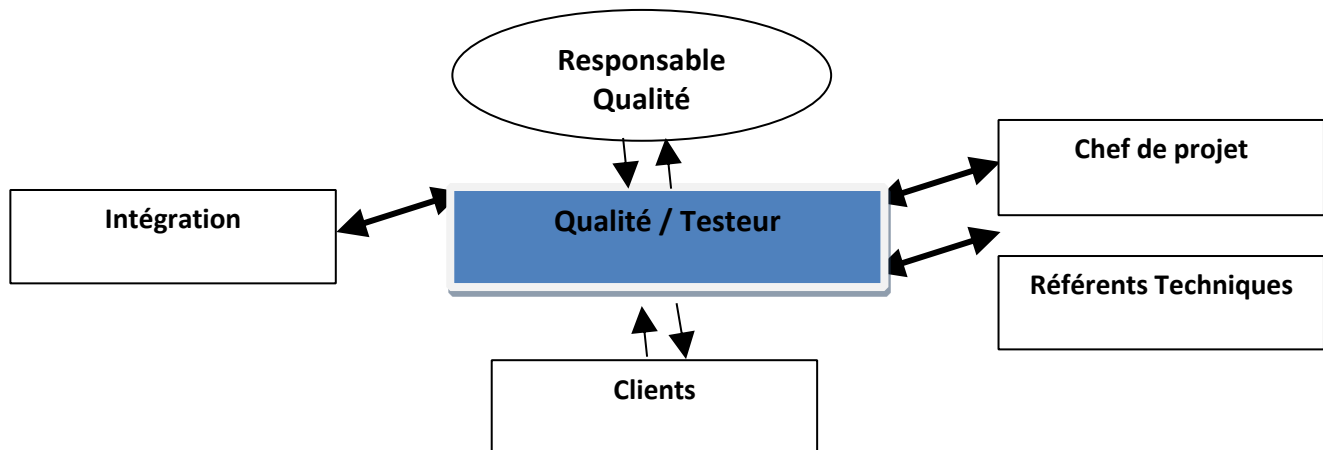 Responsable
Qualité
Chef de projet
Intégration
Qualité / Testeur
Référents Techniques
Clients